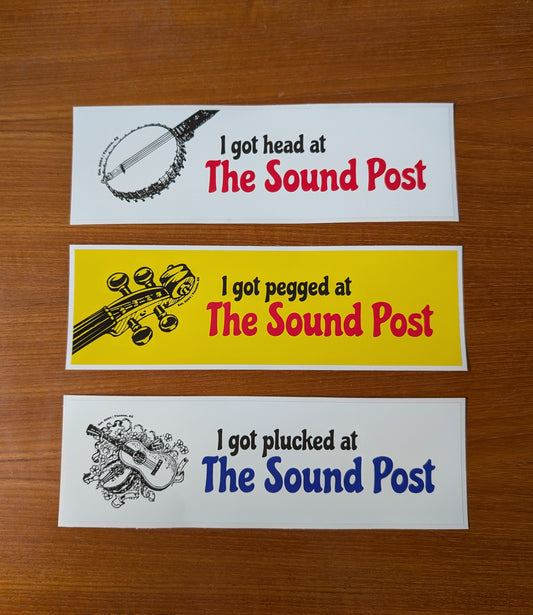 I got head at
The Sound Post
I got pegged at
The Sound Post
I got plucked at
The Sound Post